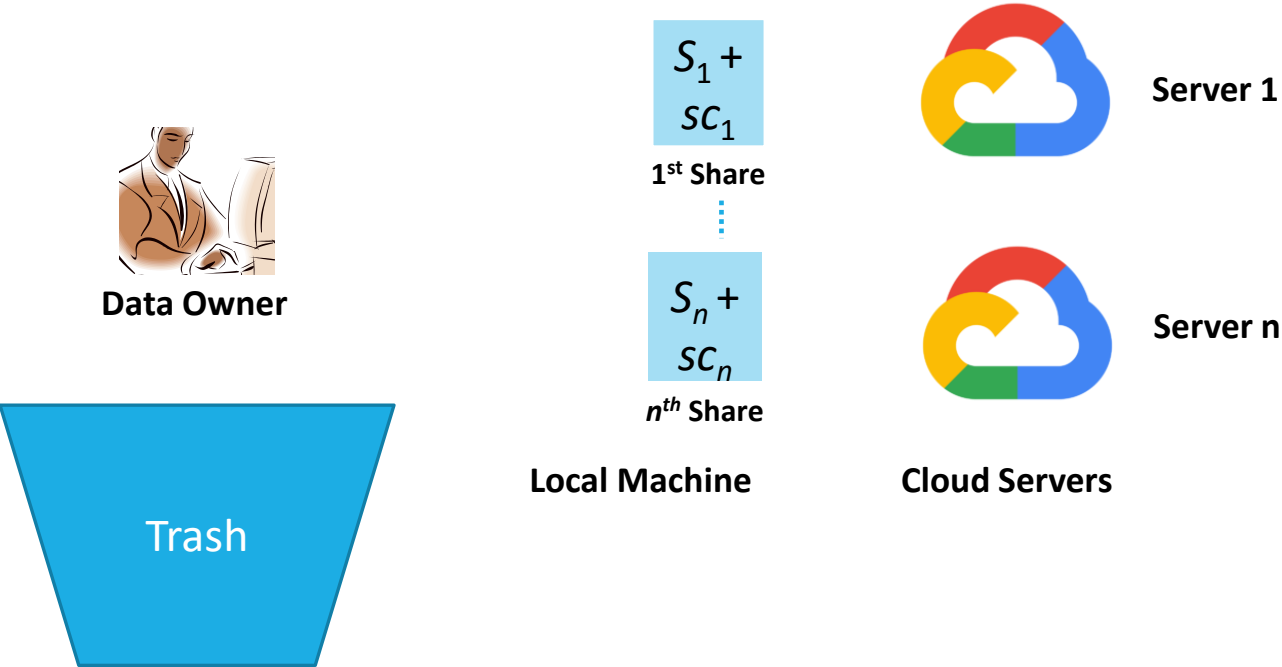 S₁ +
sc₁
1st Share
Server 1
Data Owner
Sₙ +
scₙ
nth Share
Server n
Local Machine
Cloud Servers
Trash